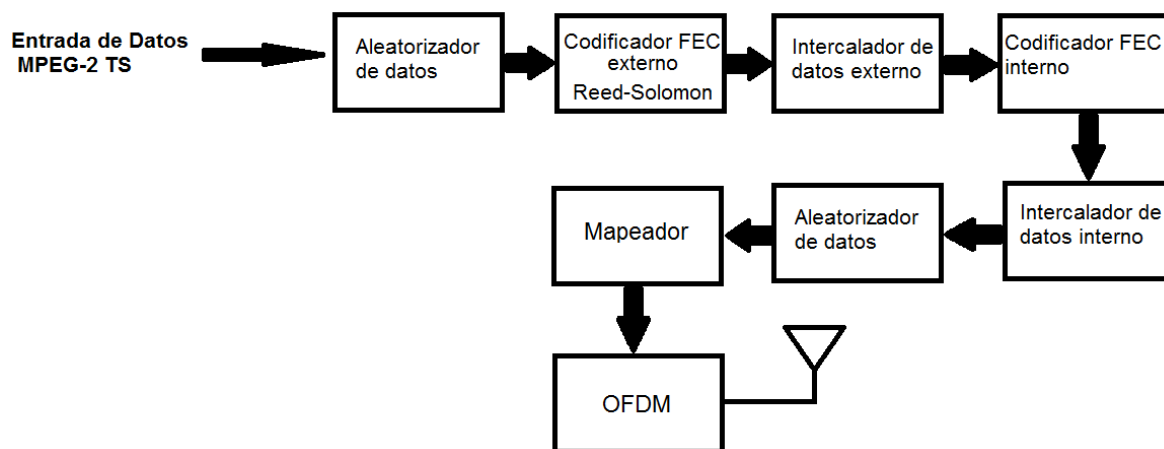 Entrada de Datos
MPEG-2 TS
Aleatorizador
de datos
Codificador FEC
externo
Reed-Solomon
Intercalador de
datos externo
Codificador FEC
interno
Intercalador de
datos interno
Aleatorizador
de datos
Mapeador
OFDM